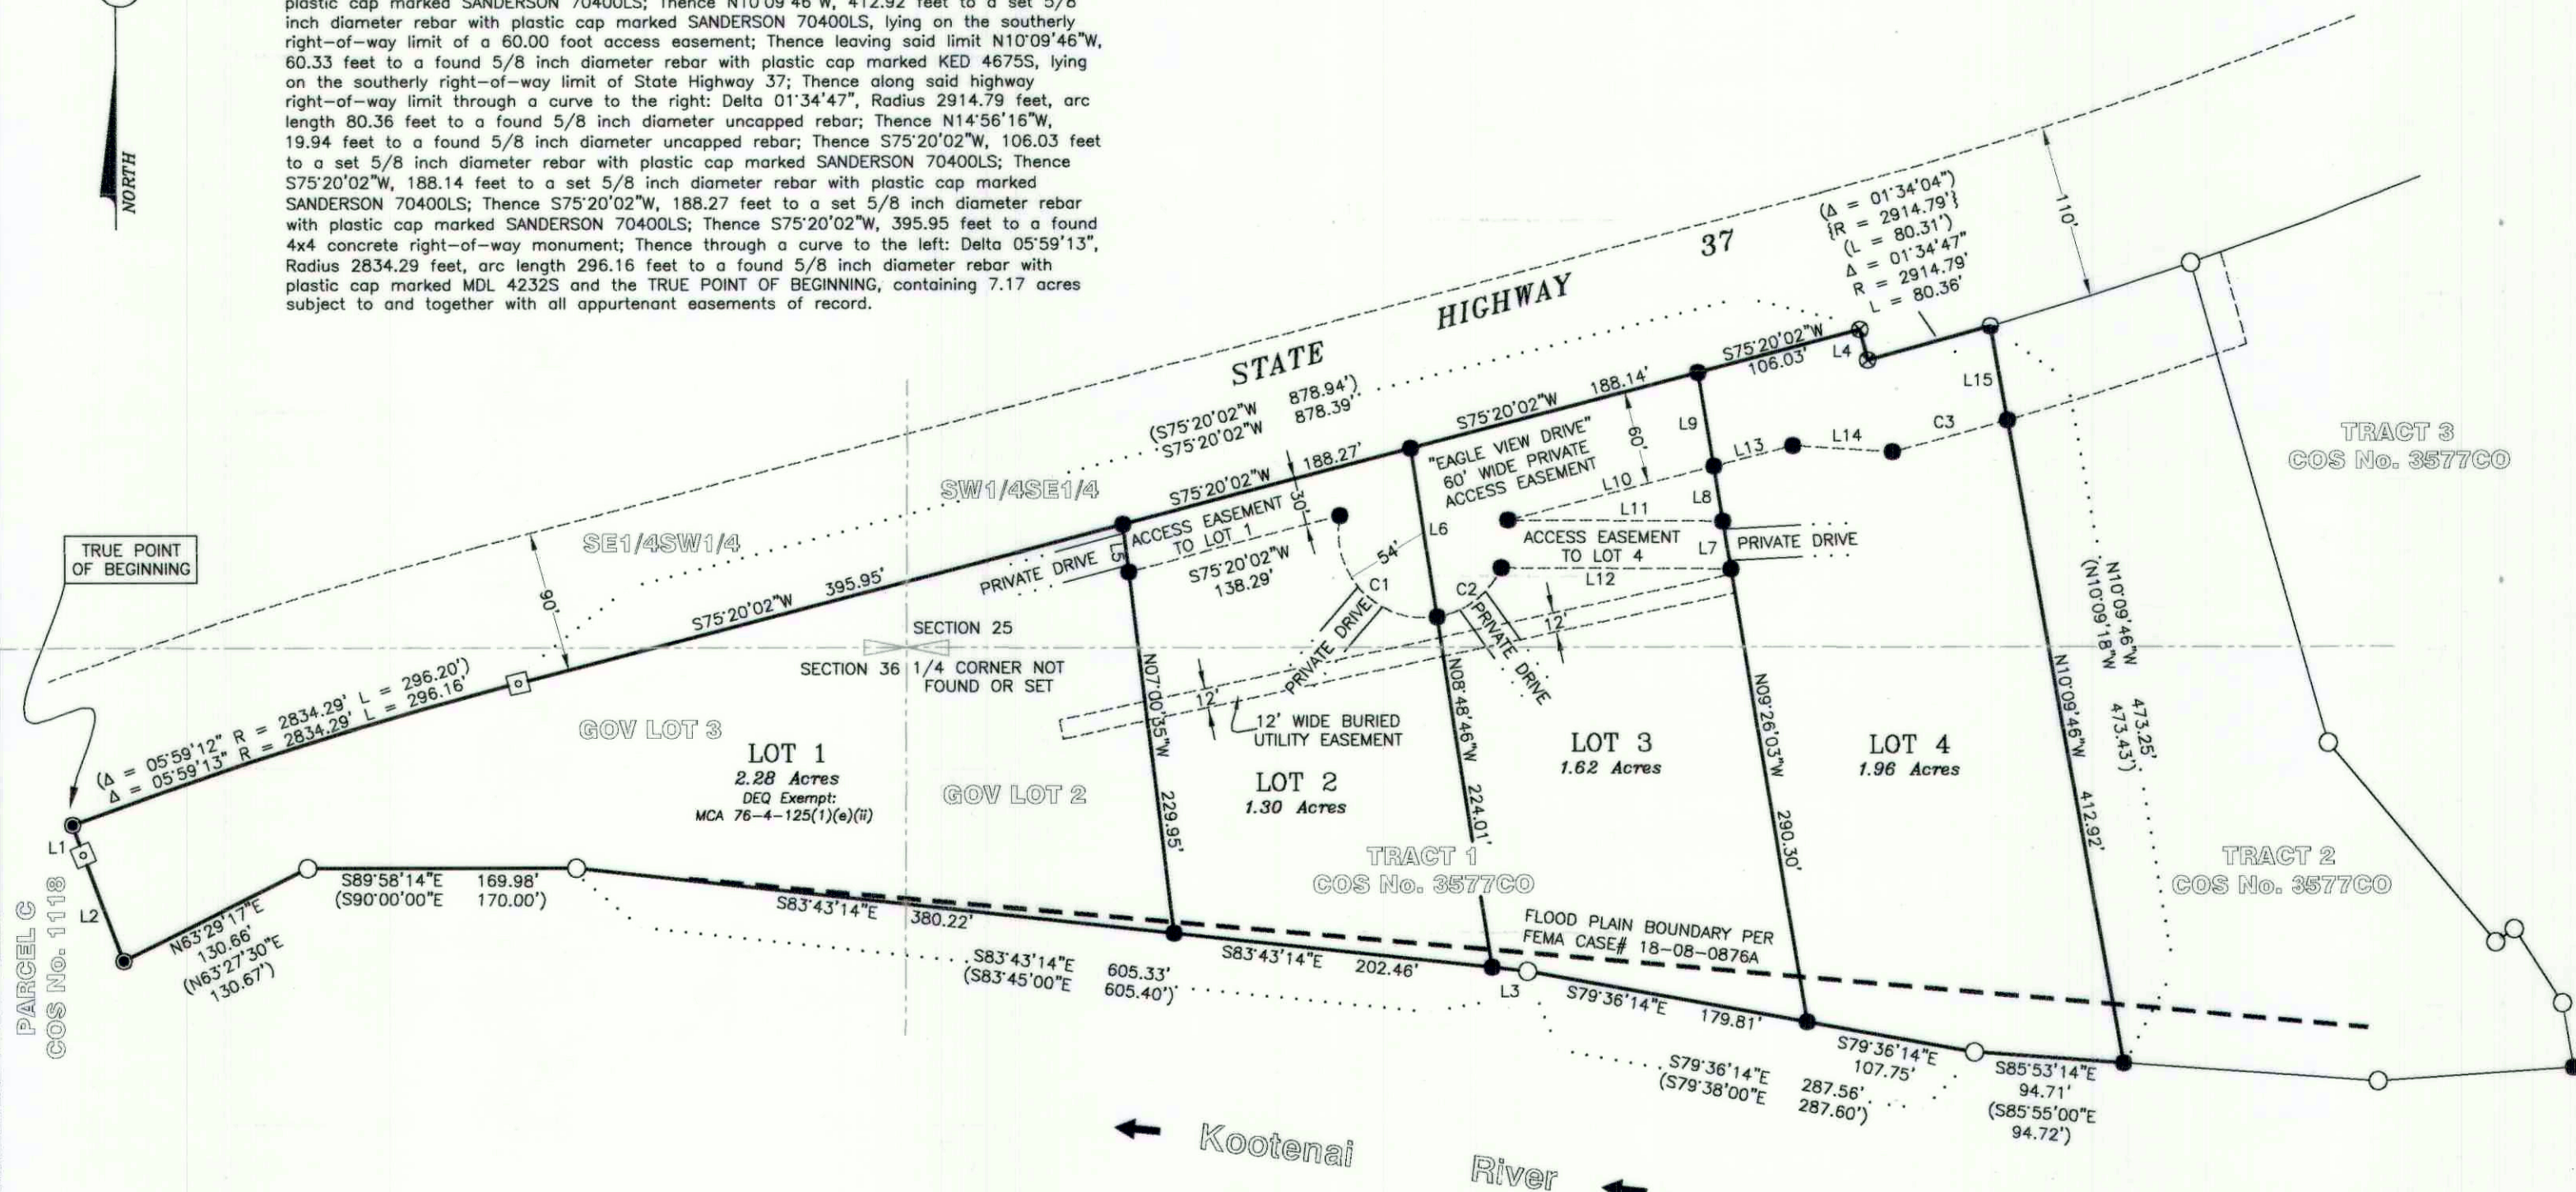 plastic cap marked SANDERSON 70400LS; Thence N10°09'46"W, 412.92 feet to a set 5/8
inch diameter rebar with plastic cap marked SANDERSON 70400LS, lying on the southerly
right-of-way limit of a 60.00 foot access easement; Thence leaving said limit N10°09'46"W,
60.33 feet to a found 5/8 inch diameter rebar with plastic cap marked KED 4675S, lying
on the southerly right-of-way limit of State Highway 37; Thence along said highway
right-of-way limit through a curve to the right: Delta 01°34'47", Radius 2914.79 feet, arc
length 80.36 feet to a found 5/8 inch diameter uncapped rebar; Thence N14°56'16"W,
19.94 feet to a found 5/8 inch diameter uncapped rebar; Thence S75°20'02"W, 106.03 feet
to a set 5/8 inch diameter rebar with plastic cap marked SANDERSON 70400LS; Thence
S75°20'02"W, 188.14 feet to a set 5/8 inch diameter rebar with plastic cap marked
SANDERSON 70400LS; Thence S75°20'02"W, 188.27 feet to a set 5/8 inch diameter rebar
with plastic cap marked SANDERSON 70400LS; Thence S75°20'02"W, 395.95 feet to a found
4x4 concrete right-of-way monument; Thence through a curve to the left: Delta 05°59'13",
Radius 2834.29 feet, arc length 296.16 feet to a found 5/8 inch diameter rebar with
plastic cap marked MDL 4232S and the TRUE POINT OF BEGINNING, containing 7.17 acres
subject to and together with all appurtenant easements of record.
NORTH
STATE HIGHWAY 37
(Δ = 01°34'04")
{R = 2914.79'}
(L = 80.31')
Δ = 01°34'47"
R = 2914.79'
L = 80.36'
110'
S75°20'02"W
106.03'
L4
L15
(S75°20'02"W 878.94')
S75°20'02"W 878.39'
S75°20'02"W 188.14'
S75°20'02"W 188.27'
"EAGLE VIEW DRIVE"
60' WIDE PRIVATE
ACCESS EASEMENT
60'
L9
L13
L14
C3
TRACT 3
COS No. 3577CO
SW1/4SE1/4
SE1/4SW1/4
30'
ACCESS EASEMENT
TO LOT 1
L5
PRIVATE DRIVE
S75°20'02"W
138.29'
L6
54'
C1
C2
L10
L8
L11
ACCESS EASEMENT
TO LOT 4
L7
PRIVATE DRIVE
L12
12'
PRIVATE DRIVE
PRIVATE DRIVE
TRUE POINT
OF BEGINNING
90'
S75°20'02"W 395.95'
SECTION 25
SECTION 36
1/4 CORNER NOT
FOUND OR SET
12'
12' WIDE BURIED
UTILITY EASEMENT
(Δ = 05°59'12" R = 2834.29' L = 296.20')
Δ = 05°59'13" R = 2834.29' L = 296.16'
GOV LOT 3
LOT 1
2.28 Acres
DEQ Exempt:
MCA 76-4-125(1)(e)(ii)
GOV LOT 2
N07°00'35"W 229.95'
LOT 2
1.30 Acres
N08°48'46"W 224.01'
LOT 3
1.62 Acres
N09°26'03"W 290.30'
LOT 4
1.96 Acres
N10°09'46"W 412.92'
N10°09'46"W 473.25'
(N10°09'18"W 473.43')
TRACT 1
COS No. 3577CO
TRACT 2
COS No. 3577CO
L1
L2
PARCEL C
COS No. 1118
N63°29'17"E
130.66'
(N63°27'30"E
130.67')
S89°58'14"E 169.98'
(S90°00'00"E 170.00')
S83°43'14"E 380.22'
S83°43'14"E 605.33'
(S83°45'00"E 605.40')
S83°43'14"E 202.46'
FLOOD PLAIN BOUNDARY PER
FEMA CASE# 18-08-0876A
L3
S79°36'14"E 179.81'
S79°36'14"E
107.75'
S79°36'14"E 287.56'
(S79°38'00"E 287.60')
S85°53'14"E
94.71'
(S85°55'00"E
94.72')
Kootenai River